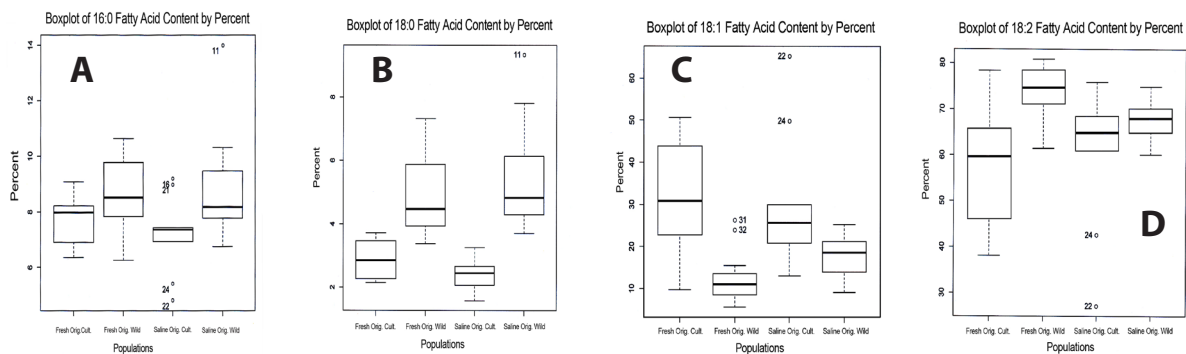 Boxplot of 16:0 Fatty Acid Content by Percent
A
Percent
14
12
10
8
6
11
16
21
24
22
Fresh Orig. Cult.
Fresh Orig. Wild
Saline Orig. Cult.
Saline Orig. Wild
Populations
Boxplot of 18:0 Fatty Acid Content by Percent
B
Percent
8
6
4
2
11
Fresh Orig. Cult.
Fresh Orig. Wild
Saline Orig. Cult.
Saline Orig. Wild
Populations
Boxplot of 18:1 Fatty Acid Content by Percent
C
Percent
60
50
40
30
20
10
22
24
31
32
Fresh Orig. Cult.
Fresh Orig. Wild
Saline Orig. Cult.
Saline Orig. Wild
Populations
Boxplot of 18:2 Fatty Acid Content by Percent
D
Percent
80
70
60
50
40
30
24
22
Fresh Orig. Cult.
Fresh Orig. Wild
Saline Orig. Cult.
Saline Orig. Wild
Populations